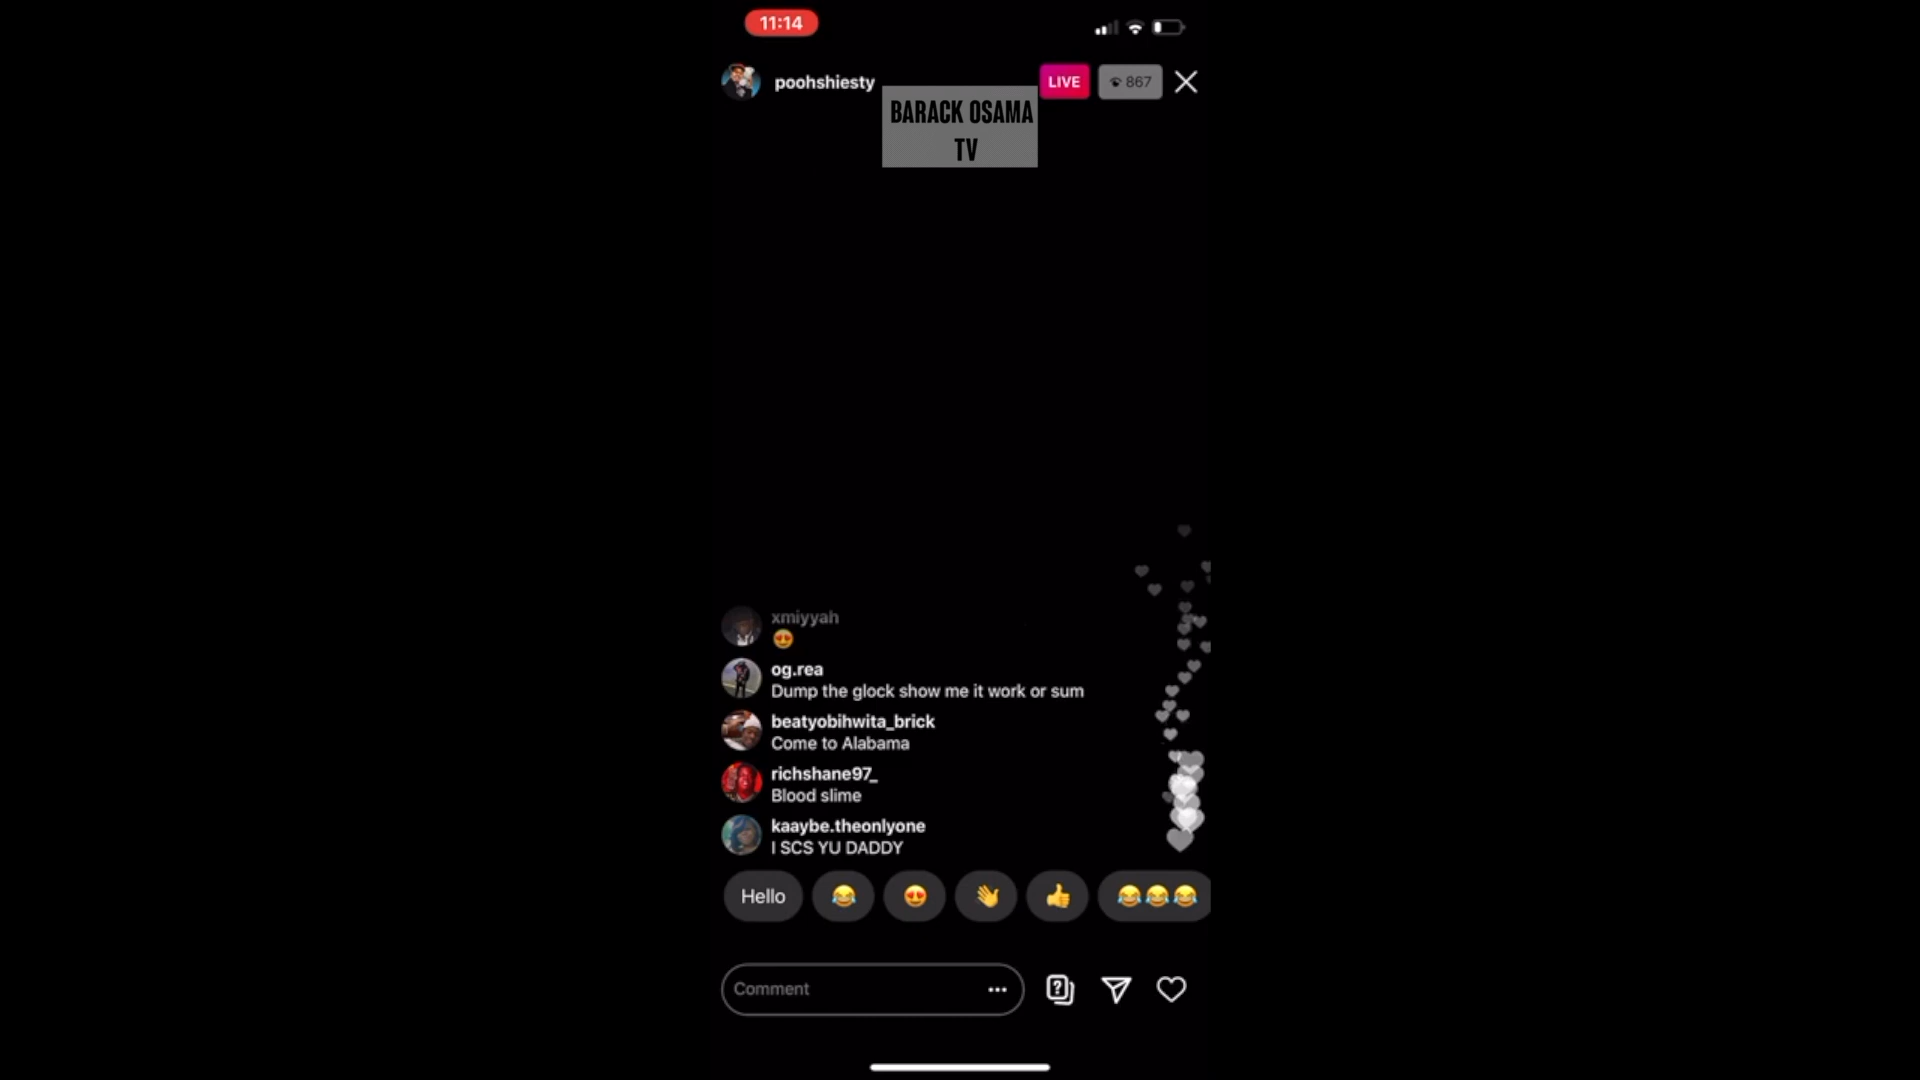 11:14
poohshiesty
LIVE
867
BARACK OSAMA
TV
xmiyyah
😍
og.rea
Dump the glock show me it work or sum
beatyobihwita_brick
Come to Alabama
richshane97_
Blood slime
kaaybe.theonlyone
I SCS YU DADDY
Hello 😂 😍 👋 👍 😂😂😂
Comment